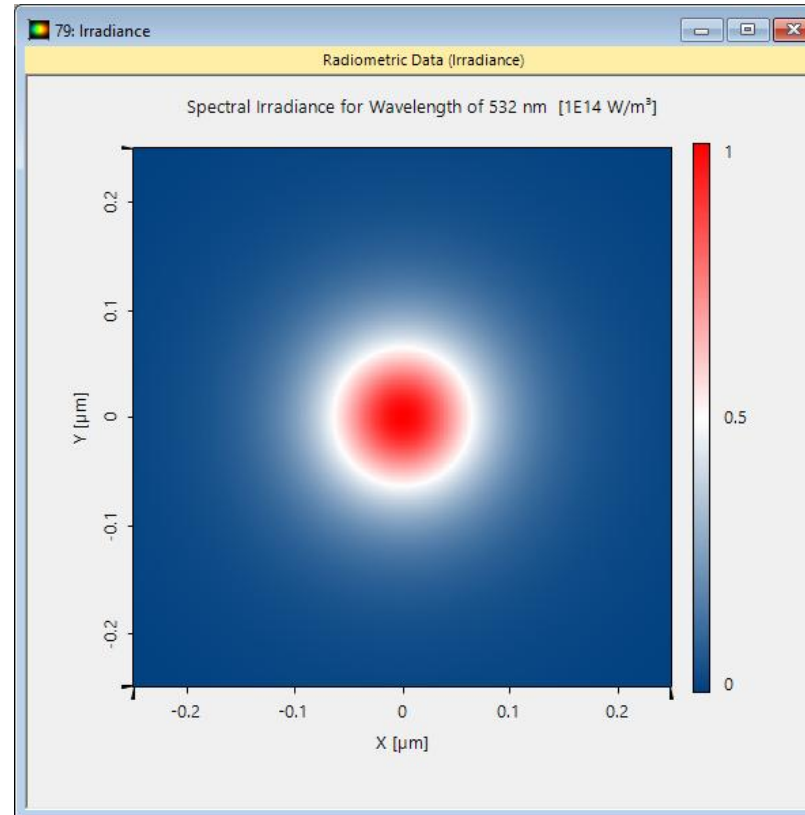 79: Irradiance
Radiometric Data (Irradiance)
Spectral Irradiance for Wavelength of 532 nm [1E14 W/m³]
1
0.5
0
0.2
0.1
0
-0.1
-0.2
Y [µm]
-0.2 -0.1 0 0.1 0.2
X [µm]